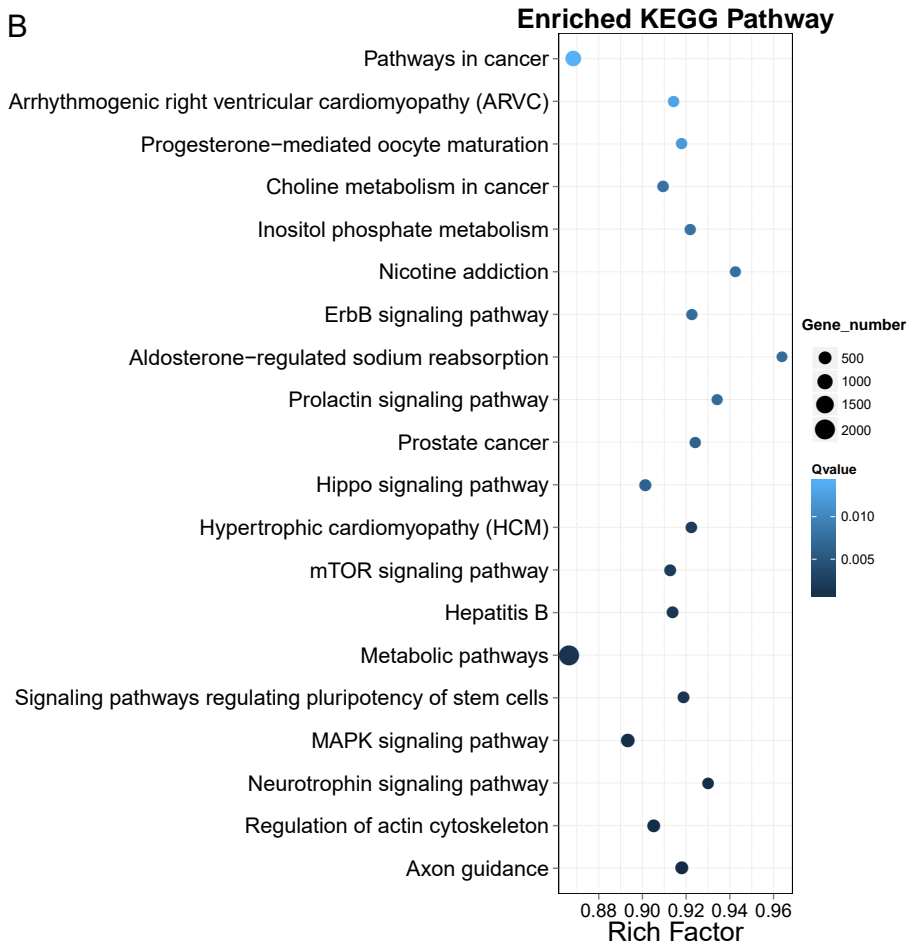 B
Enriched KEGG Pathway
Pathways in cancer
Arrhythmogenic right ventricular cardiomyopathy (ARVC)
Progesterone−mediated oocyte maturation
Choline metabolism in cancer
Inositol phosphate metabolism
Nicotine addiction
ErbB signaling pathway
Aldosterone−regulated sodium reabsorption
Prolactin signaling pathway
Prostate cancer
Hippo signaling pathway
Hypertrophic cardiomyopathy (HCM)
mTOR signaling pathway
Hepatitis B
Metabolic pathways
Signaling pathways regulating pluripotency of stem cells
MAPK signaling pathway
Neurotrophin signaling pathway
Regulation of actin cytoskeleton
Axon guidance
0.88 0.90 0.92 0.94 0.96
Rich Factor
Gene_number
500
1000
1500
2000
Qvalue
0.010
0.005